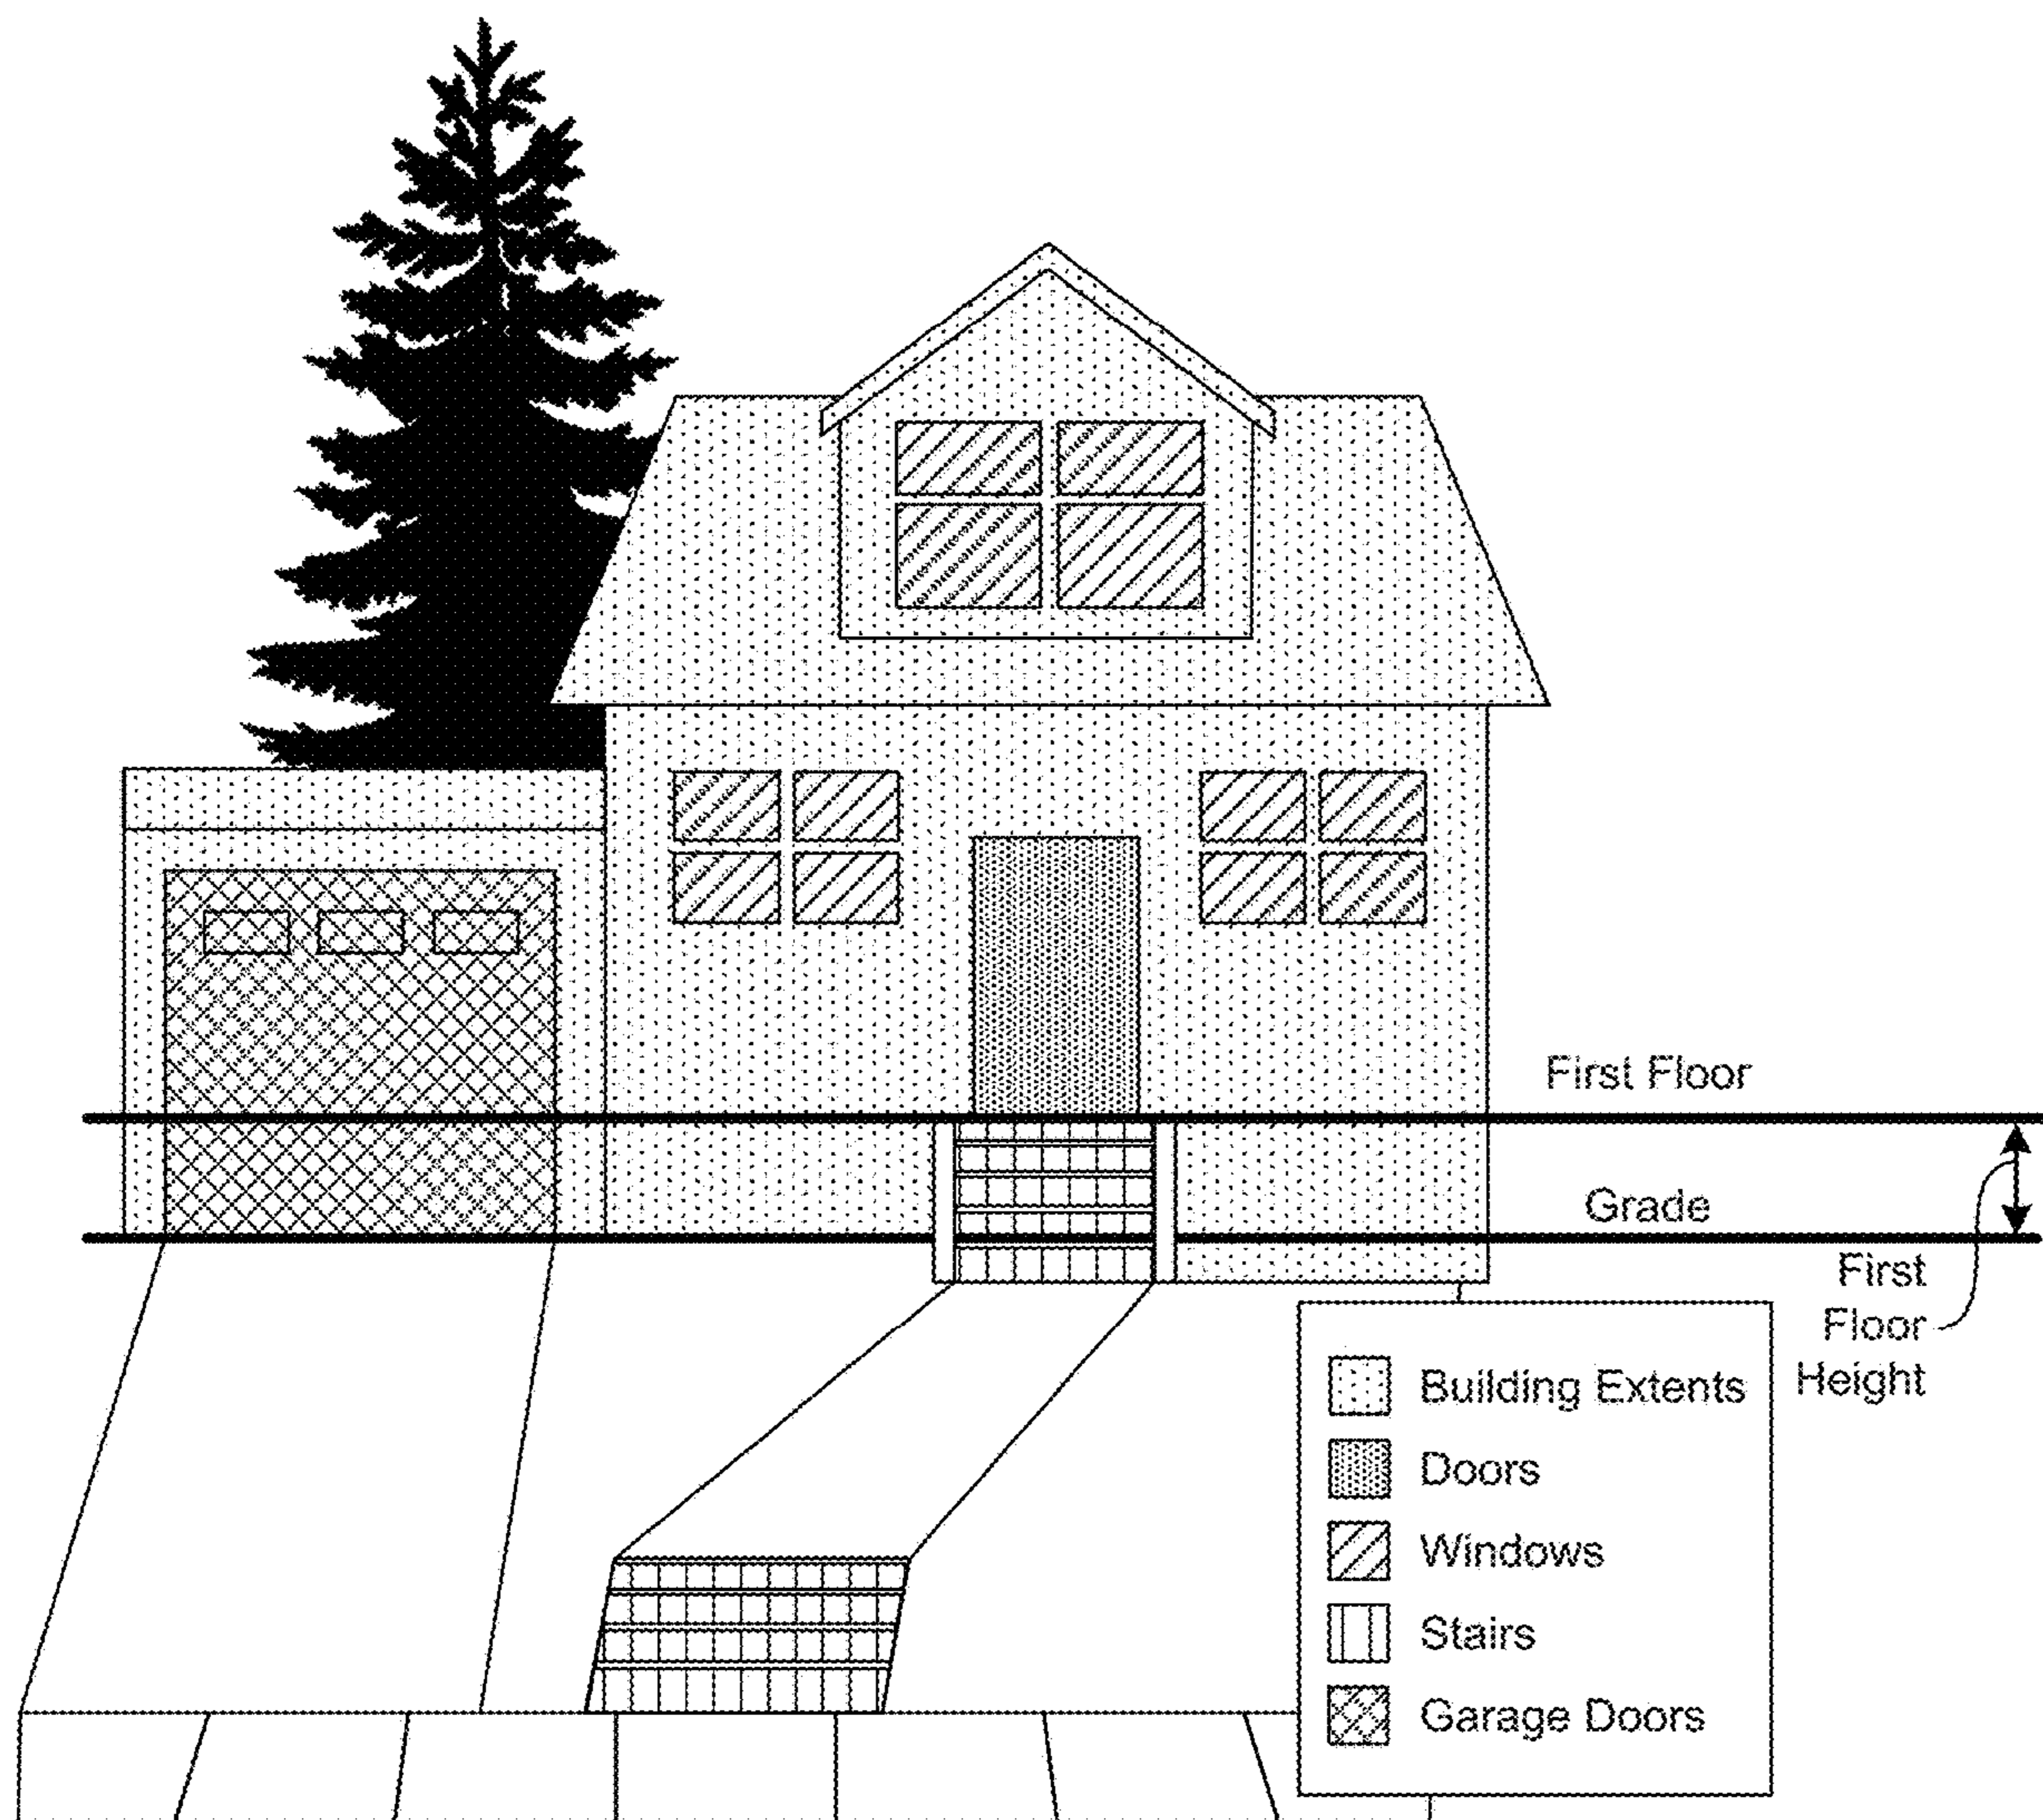 First Floor
Grade
First
Floor
Height
Building Extents
Doors
Windows
Stairs
Garage Doors